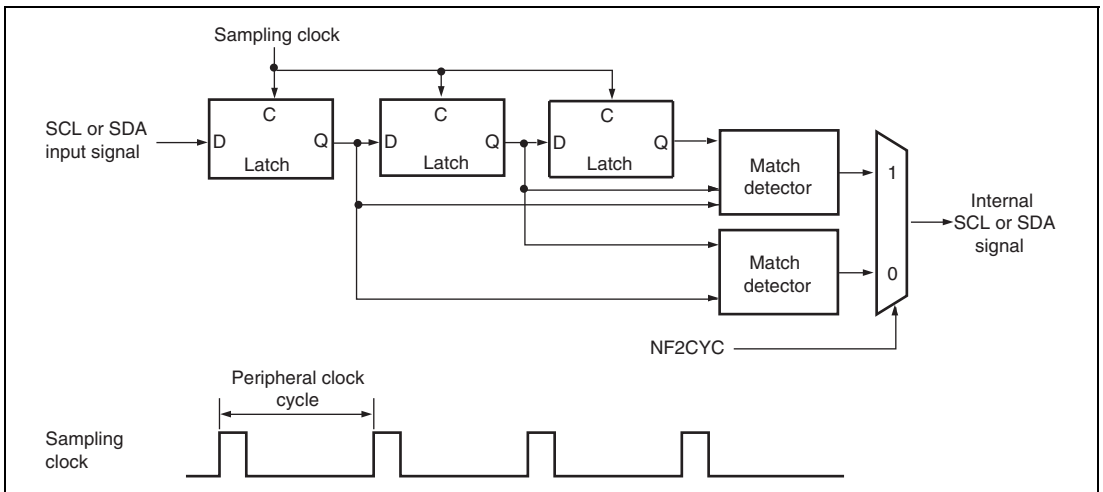 Sampling clock
C
C
C
SCL or SDA
input signal
D
Q
Latch
D
Q
Latch
D
Q
Latch
Match
detector
1
Internal
SCL or SDA
signal
Match
detector
0
NF2CYC
Peripheral clock
cycle
Sampling
clock